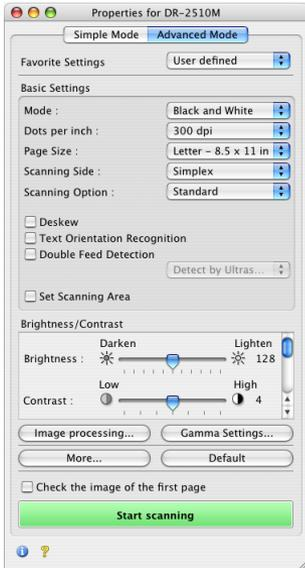 Properties for DR-2510M
Simple Mode Advanced Mode
Favorite Settings User defined
Basic Settings
Mode : Black and White
Dots per inch : 300 dpi
Page Size : Letter - 8.5 x 11 in
Scanning Side : Simplex
Scanning Option : Standard
Deskew
Text Orientation Recognition
Double Feed Detection
Detect by Ultras...
Set Scanning Area
Brightness/Contrast
Darken Lighten
Brightness : 128
Low High
Contrast : 4
Image processing... Gamma Settings...
More... Default
Check the image of the first page
Start scanning